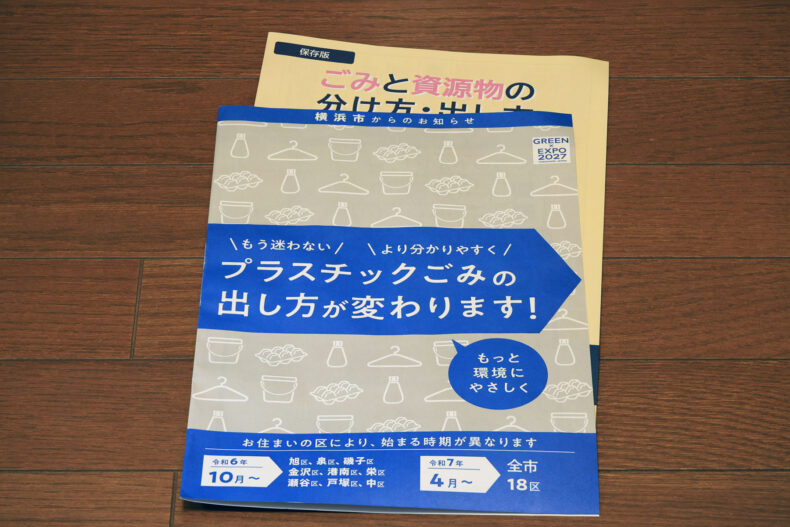 保存版
ごみと資源物の
分け方・出し方
横浜市からのお知らせ
GREEN
×
EXPO
2027
\もう迷わない/ \より分かりやすく/
プラスチックごみの
出し方が変わります!
もっと
環境に
やさしく
お住まいの区により、始まる時期が異なります
令和6年
10月〜
旭区、泉区、磯子区
金沢区、港南区、栄区
瀬谷区、戸塚区、中区
令和7年
4月〜
全市
18区